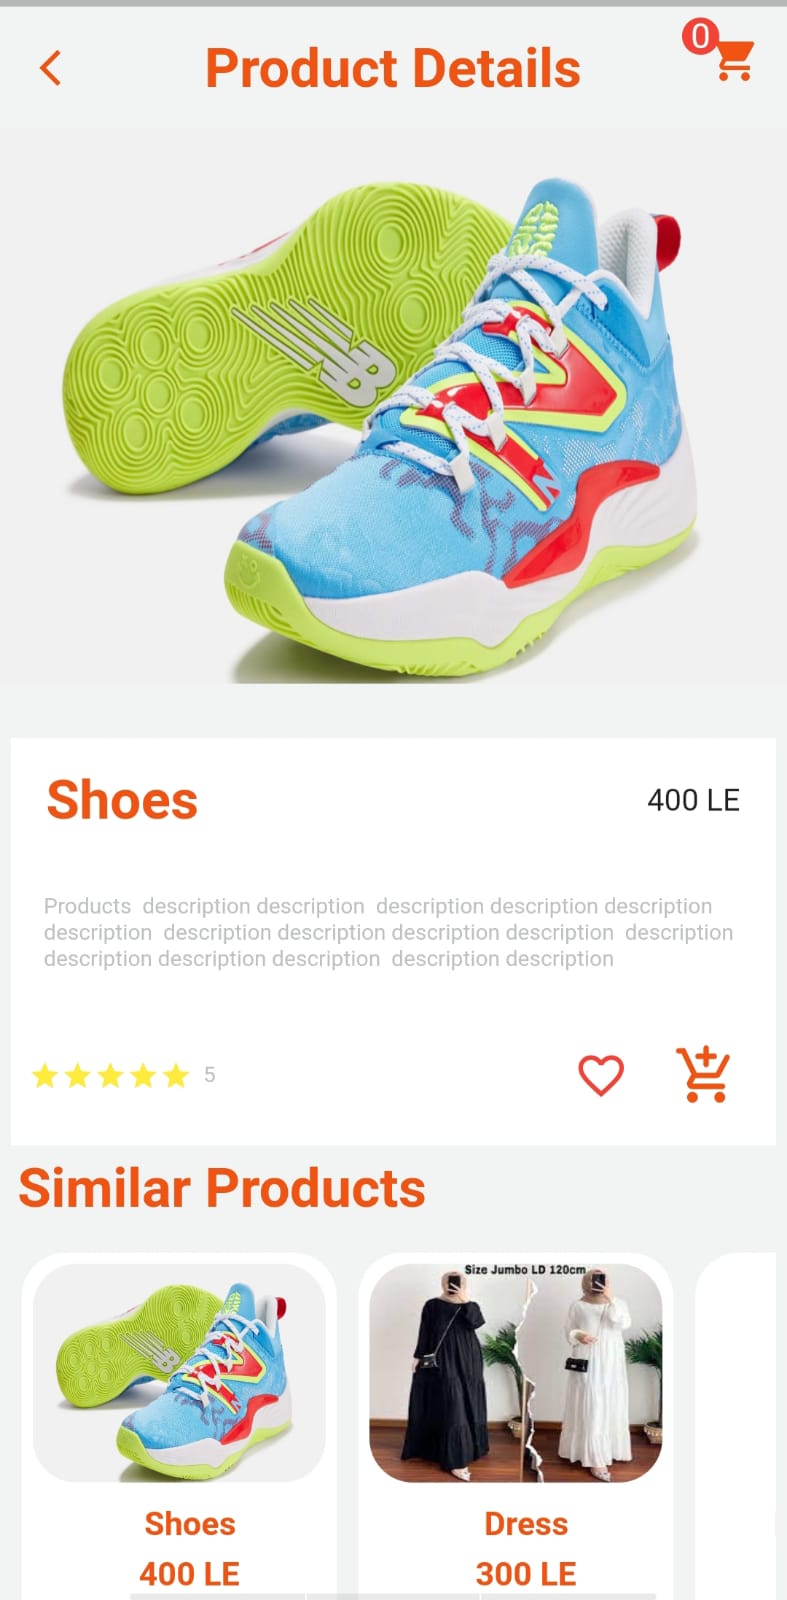 Product Details
0
Shoes
400 LE
Products description description description description description
description description description description description description
description description description description description
5
Similar Products
Size Jumbo LD 120cm
Shoes
Dress
400 LE
300 LE